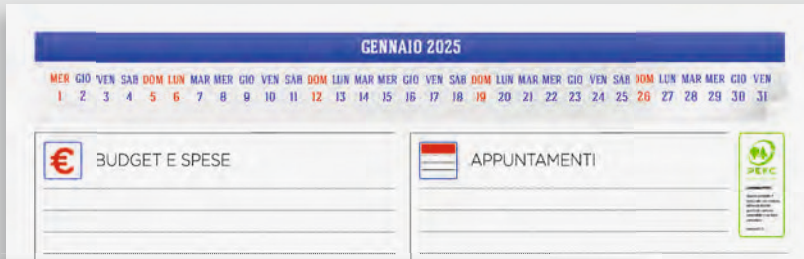 GENNAIO 2025
MER GIO VEN SAB DOM LUN MAR MER GIO VEN SAB DOM LUN MAR MER GIO VEN SAB DOM LUN MAR MER GIO VEN SAB DOM LUN MAR MER GIO VEN
1 2 3 4 5 6 7 8 9 10 11 12 13 14 15 16 17 18 19 20 21 22 23 24 25 26 27 28 29 30 31
€ BUDGET E SPESE
APPUNTAMENTI
PEFC